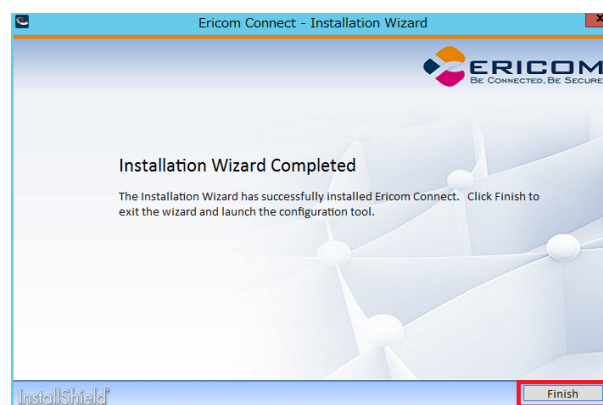 Ericom Connect - Installation Wizard
x
ERICOM
BE CONNECTED, BE SECURE
Installation Wizard Completed
The Installation Wizard has successfully installed Ericom Connect. Click Finish to
exit the wizard and launch the configuration tool.
InstallShield
Finish